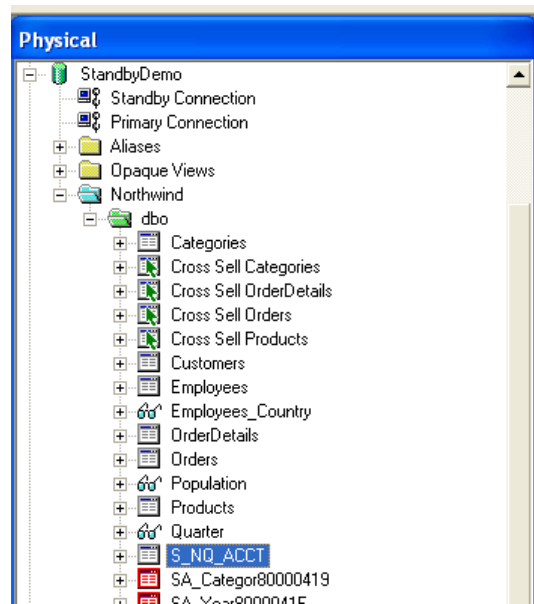 Physical
StandbyDemo
Standby Connection
Primary Connection
Aliases
Opaque Views
Northwind
dbo
Categories
Cross Sell Categories
Cross Sell OrderDetails
Cross Sell Orders
Cross Sell Products
Customers
Employees
Employees_Country
OrderDetails
Orders
Population
Products
Quarter
S_NQ_ACCT
SA_Categor80000419